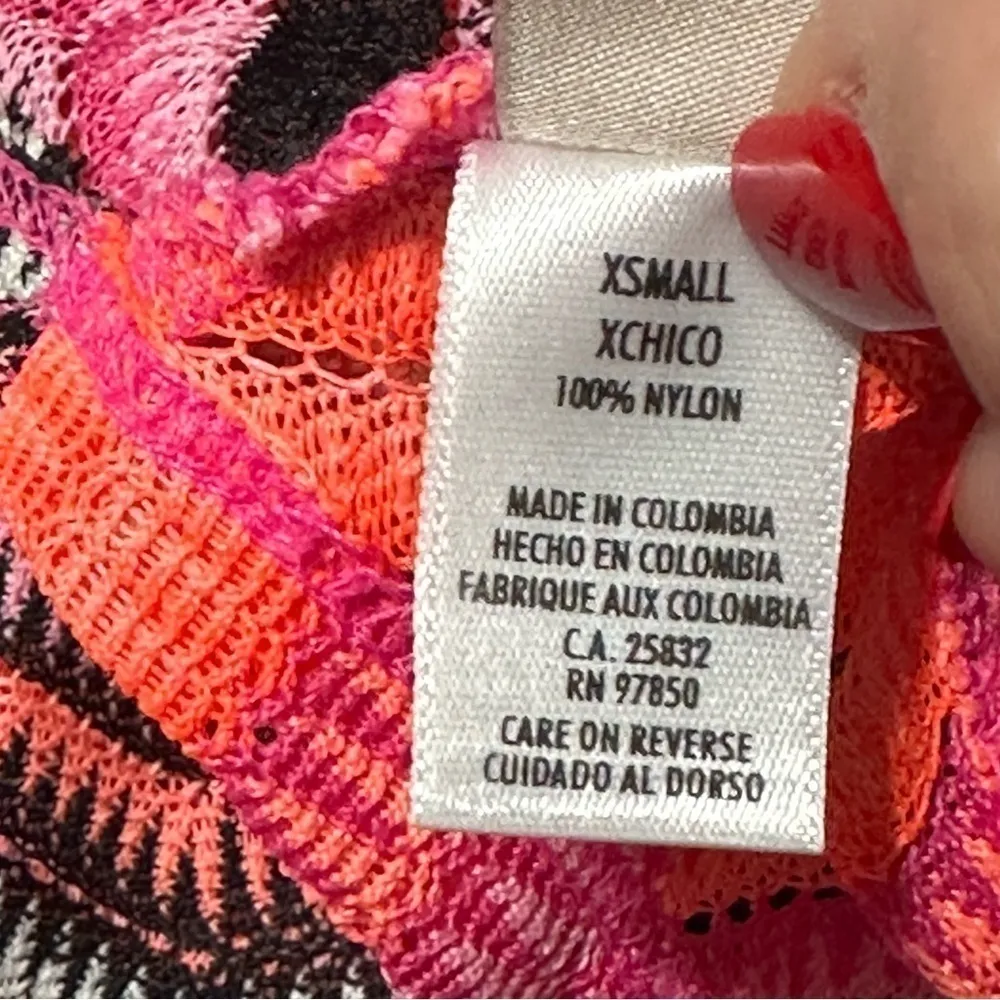 XSMALL
XCHICO
100% NYLON
MADE IN COLOMBIA
HECHO EN COLOMBIA
FABRIQUE AUX COLOMBIA
C.A. 25832
RN 97850
CARE ON REVERSE
CUIDADO AL DORSO